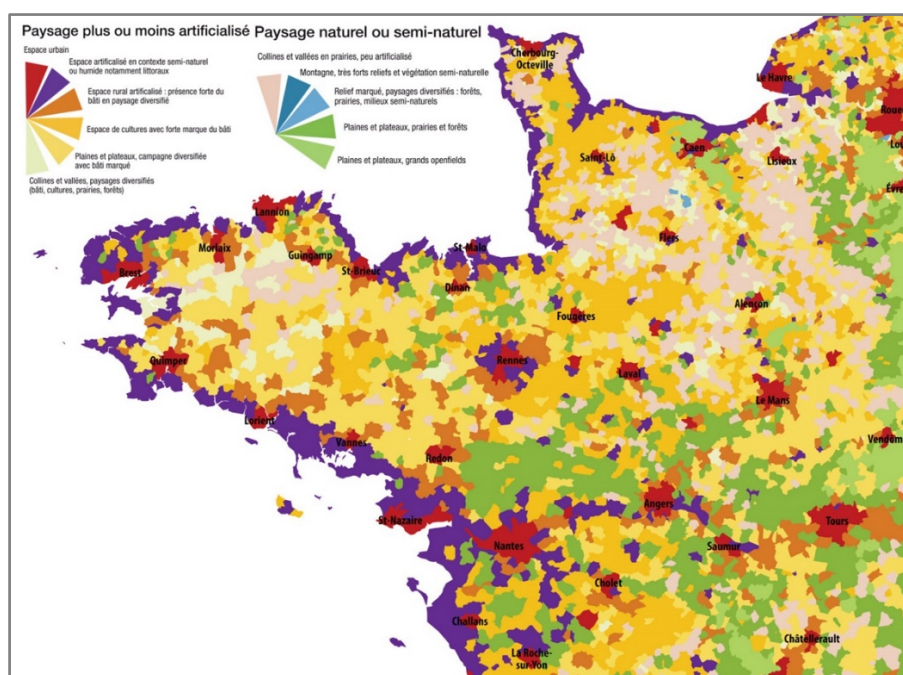 Paysage plus ou moins artificialisé
Espace urbain
Espace artificialisé en contexte semi-naturel
ou humide notamment littoraux
Espace rural artificialisé : présence forte du
bâti en paysage diversifié
Espace de cultures avec forte marque du bâti
Plaines et plateaux, campagne diversifiée
avec bâti marqué
Collines et vallées, paysages diversifiés
(bâti, cultures, prairies, forêts)
Paysage naturel ou semi-naturel
Collines et vallées en prairies, peu artificialisé
Montagne, très forts reliefs et végétation semi-naturelle
Relief marqué, paysages diversifiés : forêts,
prairies, milieux semi-naturels
Plaines et plateaux, prairies et forêts
Plaines et plateaux, grands openfields
Cherbourg-
Octeville
Le Havre
Roue
Caen
Lou
Saint-Lô
Lisieux
Évre
Lannion
Flers
Morlaix
Guingamp
St-Malo
Brest
St-Brieuc
Dinan
Alençon
Fougères
Quimper
Rennes
Laval
Le Mans
Lorient
Vannes
Vendôm
Redon
Angers
St-Nazaire
Tours
Nantes
Saumur
Cholet
Challans
Châtellerault
La Roche-
sur-Yon